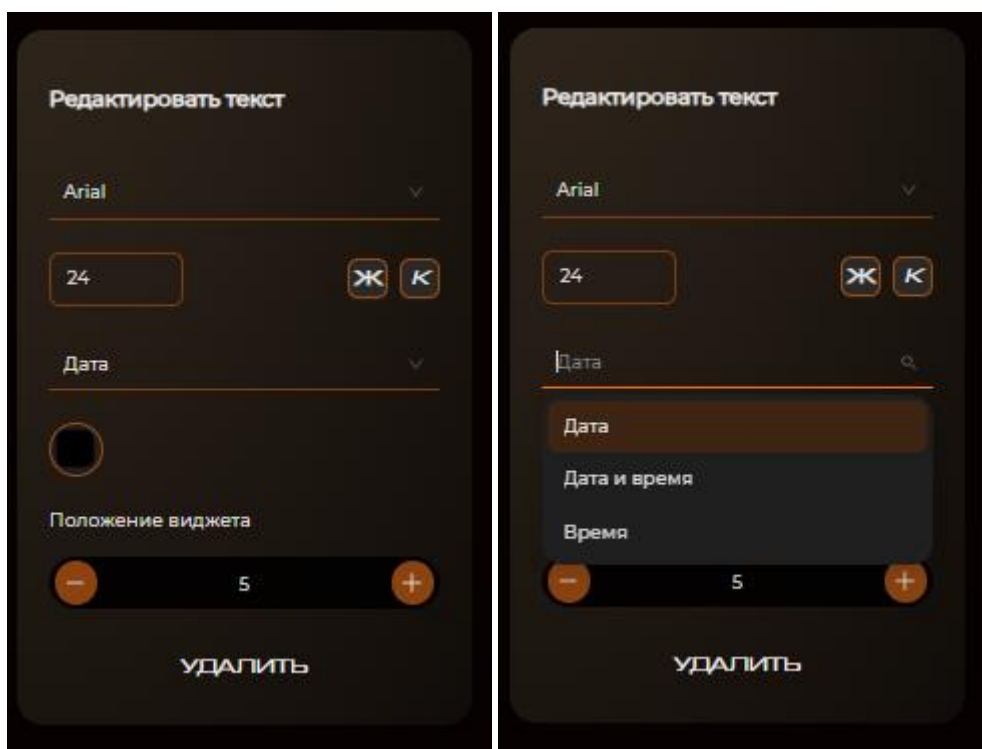 Редактировать текст
Arial
24
Ж К
Дата
Положение виджета
− 5 +
УДАЛИТЬ
Редактировать текст
Arial
24
Ж К
Дата
Дата
Дата и время
Время
− 5 +
УДАЛИТЬ